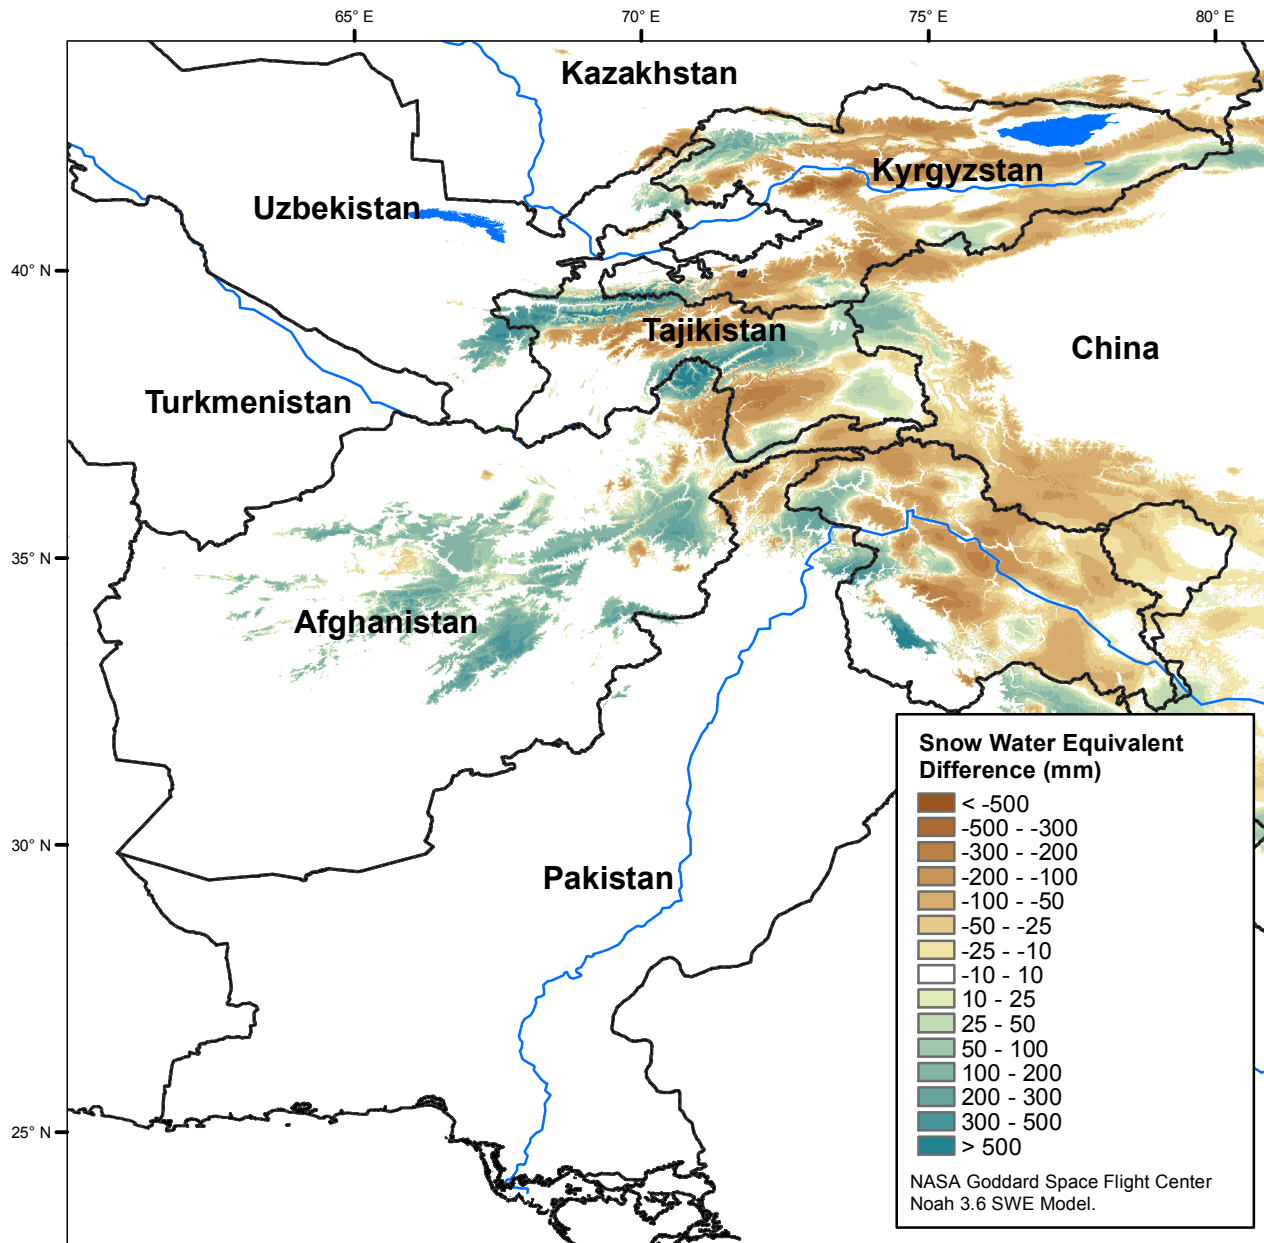 65° E
70° E
75° E
80° E
Kazakhstan
Kyrgyzstan
Uzbekistan
40° N
Tajikistan
China
Turkmenistan
35° N
Afghanistan
30° N
Pakistan
25° N
Snow Water Equivalent
Difference (mm)
< -500
-500 - -300
-300 - -200
-200 - -100
-100 - -50
-50 - -25
-25 - -10
-10 - 10
10 - 25
25 - 50
50 - 100
100 - 200
200 - 300
300 - 500
> 500
NASA Goddard Space Flight Center
Noah 3.6 SWE Model.